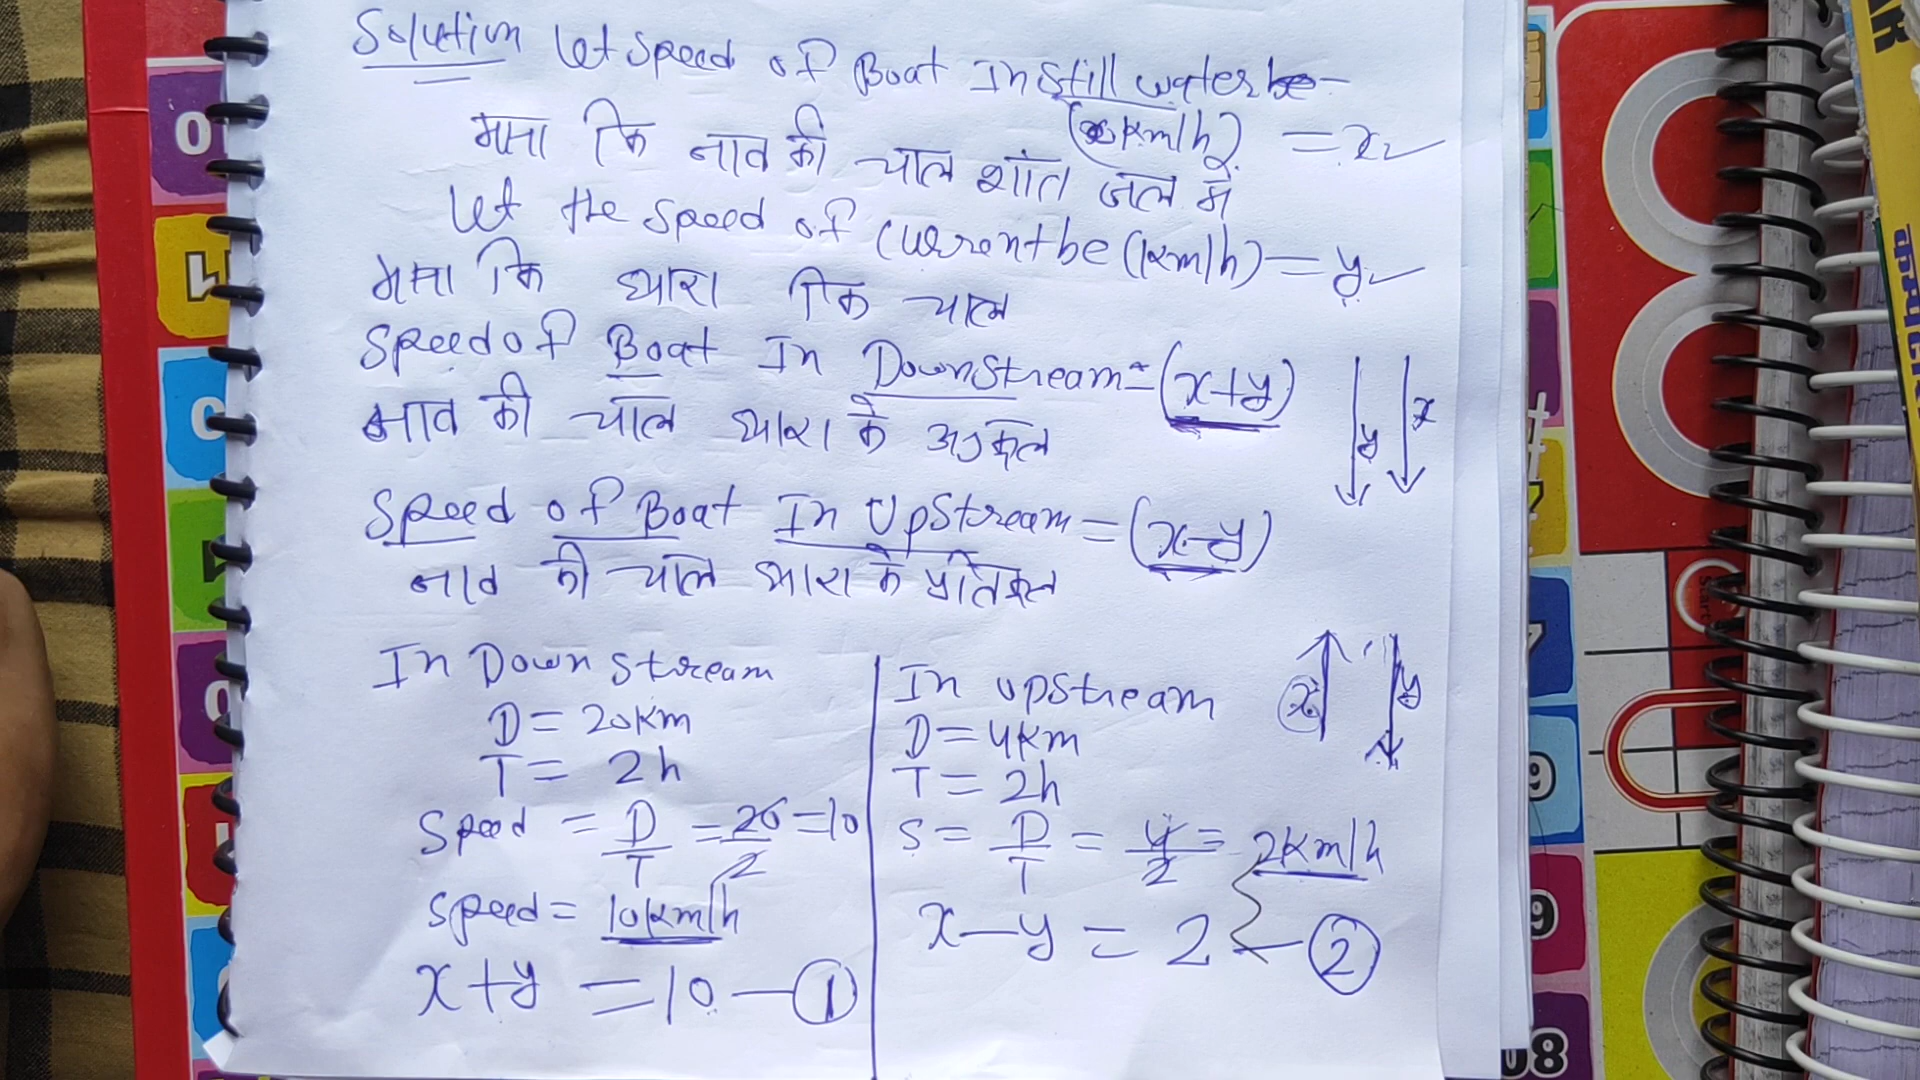 Solution Let Speed of Boat In Still water be-
(km/h) = x
माना कि नाव की चाल शांत जल में
Let the Speed of Current be (km/h) = y
माना कि धारा कि चाल
Speed of Boat In Downstream = (x+y)
नाव की चाल धारा के अनुकूल
y x
Speed of Boat In UpStream = (x-y)
नाव की चाल धारा के प्रतिकूल
In Down stream
D = 20km
T = 2h
Speed = D/T = 20/2 = 10
Speed = 10km/h
x+y = 10 — 1
In upstream
x y
D = 4km
T = 2h
S = D/T = 4/2 = 2km/h
x-y = 2 — 2